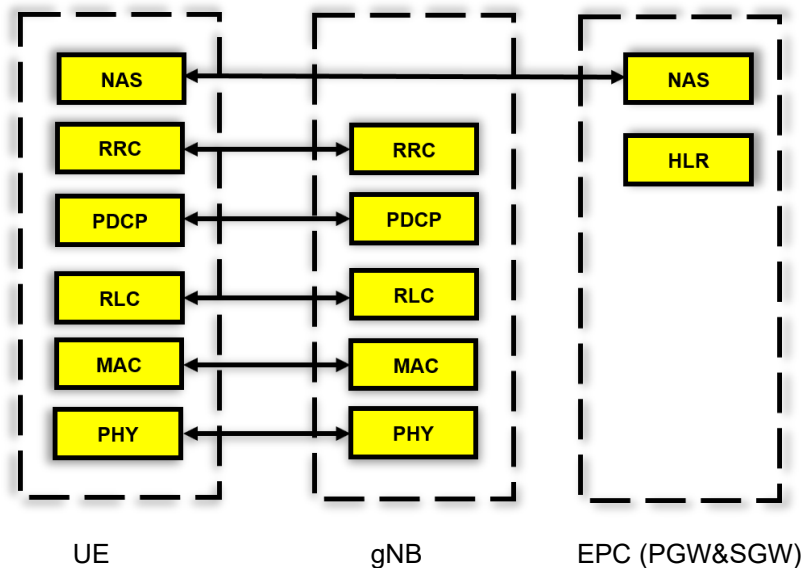 NAS
NAS
RRC
RRC
HLR
PDCP
PDCP
RLC
RLC
MAC
MAC
PHY
PHY
UE
gNB
EPC (PGW&SGW)